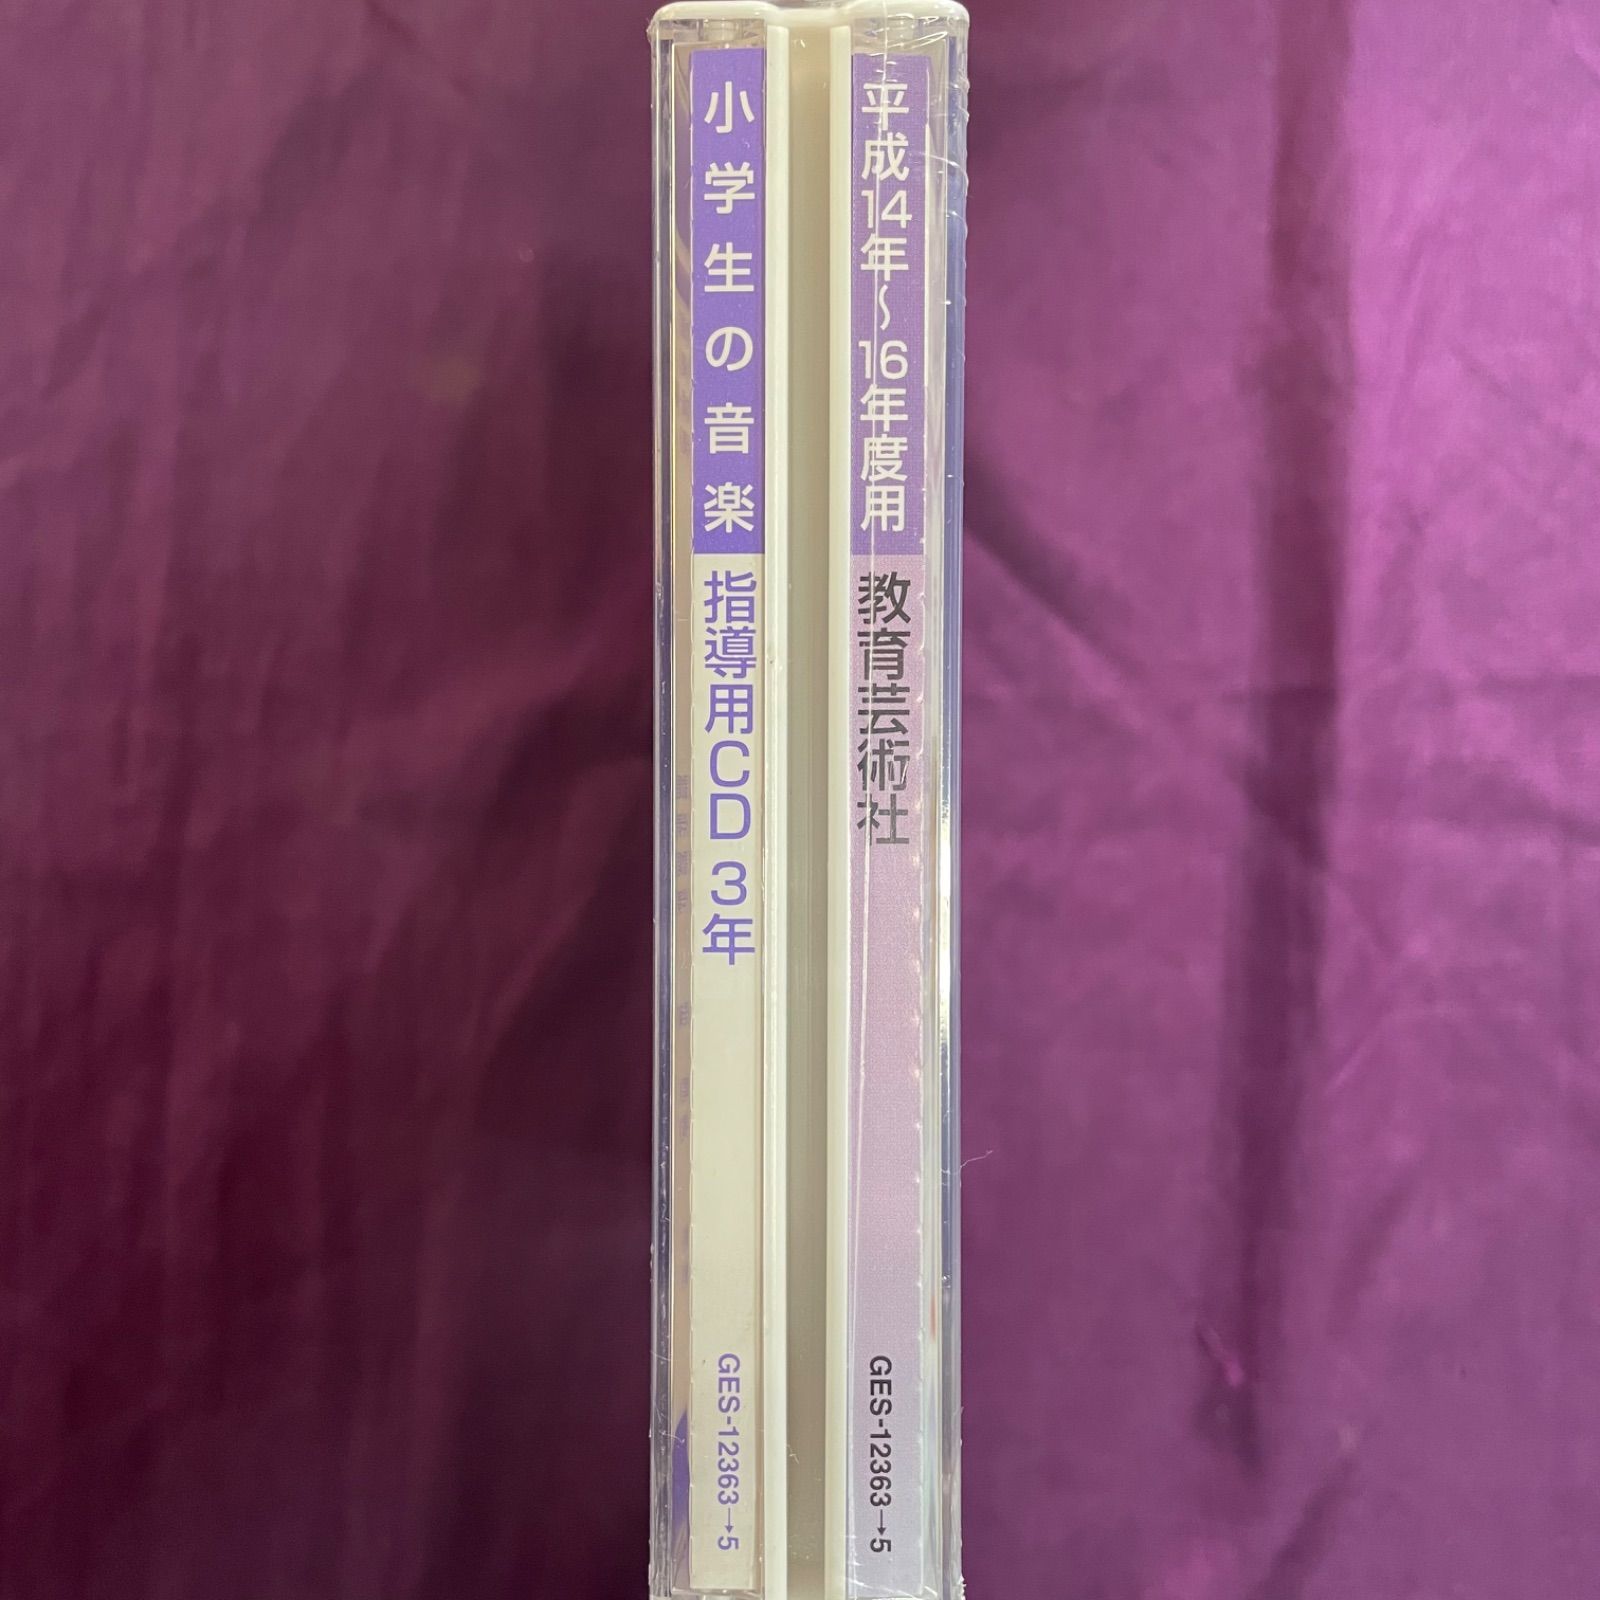 小学生の音楽 指導用CD 3年
GES-12363→5
平成14年～16年度用 教育芸術社
GES-12363→5